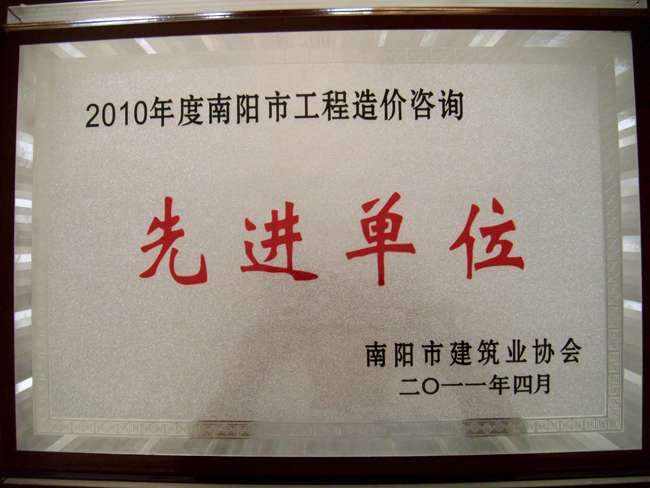 2010年度南阳市工程造价咨询
先进单位
南阳市建筑业协会
二〇一一年四月